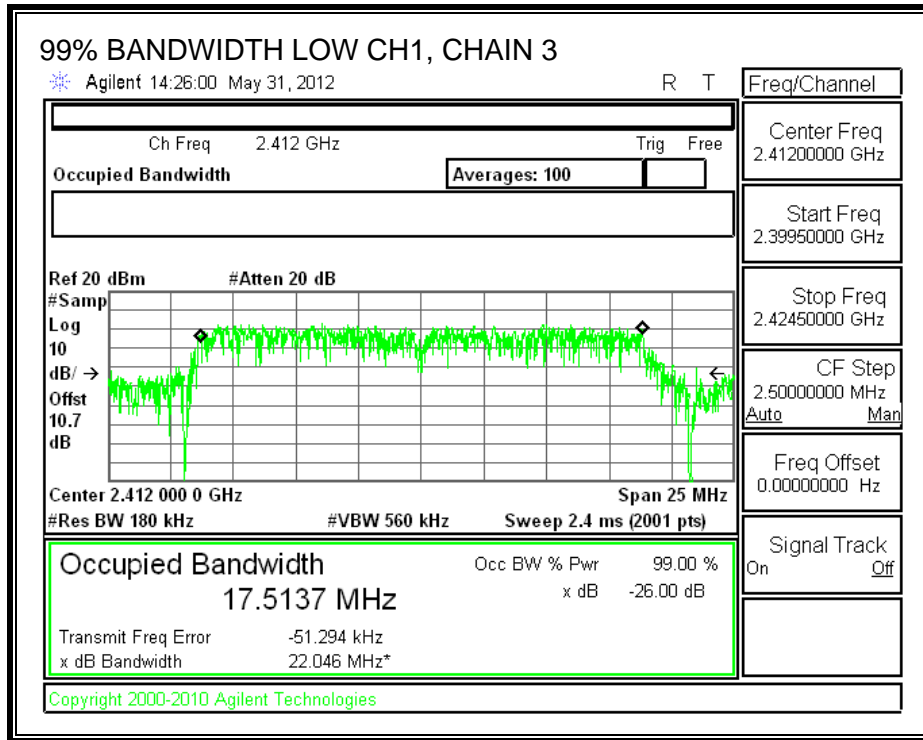 99% BANDWIDTH LOW CH1, CHAIN 3
Agilent 14:26:00 May 31, 2012 R T
Freq/Channel
Ch Freq 2.412 GHz Trig Free
Occupied Bandwidth Averages: 100
Center Freq
2.41200000 GHz
Start Freq
2.39950000 GHz
Stop Freq
2.42450000 GHz
CF Step
2.50000000 MHz
Auto Man
Freq Offset
0.00000000 Hz
Signal Track
On Off
Ref 20 dBm #Atten 20 dB
#Samp
Log
10
dB/
Offst
10.7
dB
Center 2.412 000 0 GHz Span 25 MHz
#Res BW 180 kHz #VBW 560 kHz Sweep 2.4 ms (2001 pts)
Occupied Bandwidth Occ BW % Pwr 99.00 %
17.5137 MHz x dB -26.00 dB
Transmit Freq Error -51.294 kHz
x dB Bandwidth 22.046 MHz*
Copyright 2000-2010 Agilent Technologies